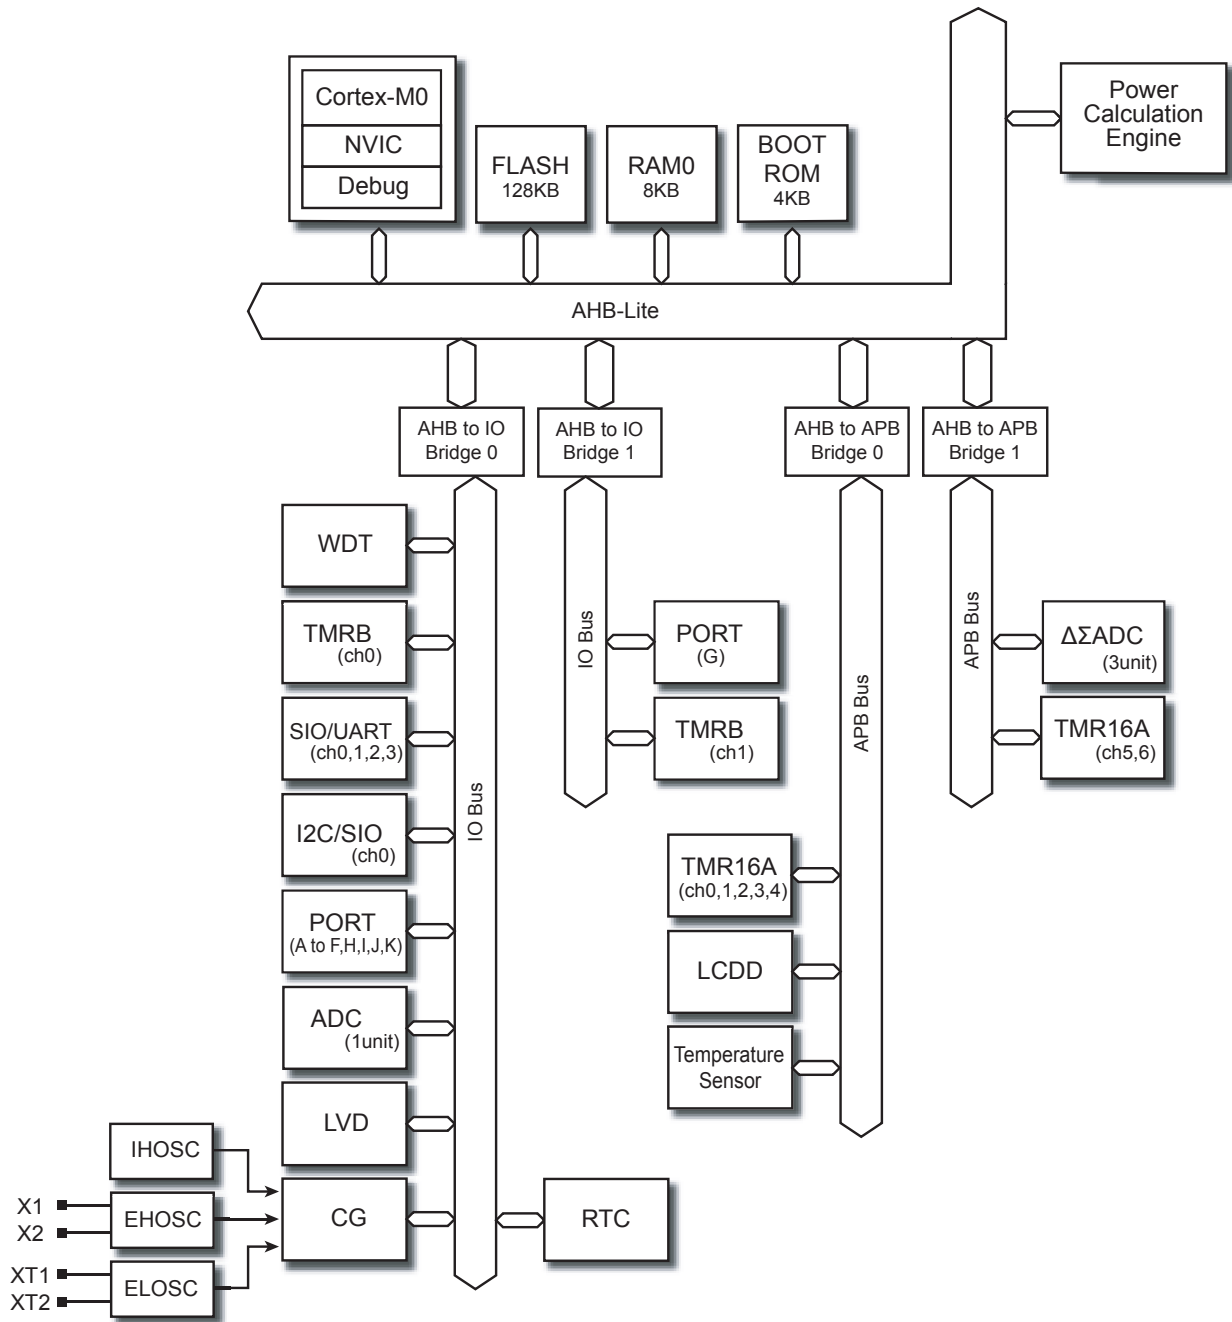 Cortex-M0
NVIC
Debug
FLASH
128KB
RAM0
8KB
BOOT
ROM
4KB
Power
Calculation
Engine
AHB-Lite
AHB to IO
Bridge 0
AHB to IO
Bridge 1
AHB to APB
Bridge 0
AHB to APB
Bridge 1
WDT
TMRB
(ch0)
SIO/UART
(ch0,1,2,3)
I2C/SIO
(ch0)
PORT
(A to F,H,I,J,K)
ADC
(1unit)
LVD
CG
IO Bus
RTC
IO Bus
PORT
(G)
TMRB
(ch1)
APB Bus
TMR16A
(ch0,1,2,3,4)
LCDD
Temperature
Sensor
APB Bus
ΔΣADC
(3unit)
TMR16A
(ch5,6)
IHOSC
X1
X2
EHOSC
XT1
XT2
ELOSC